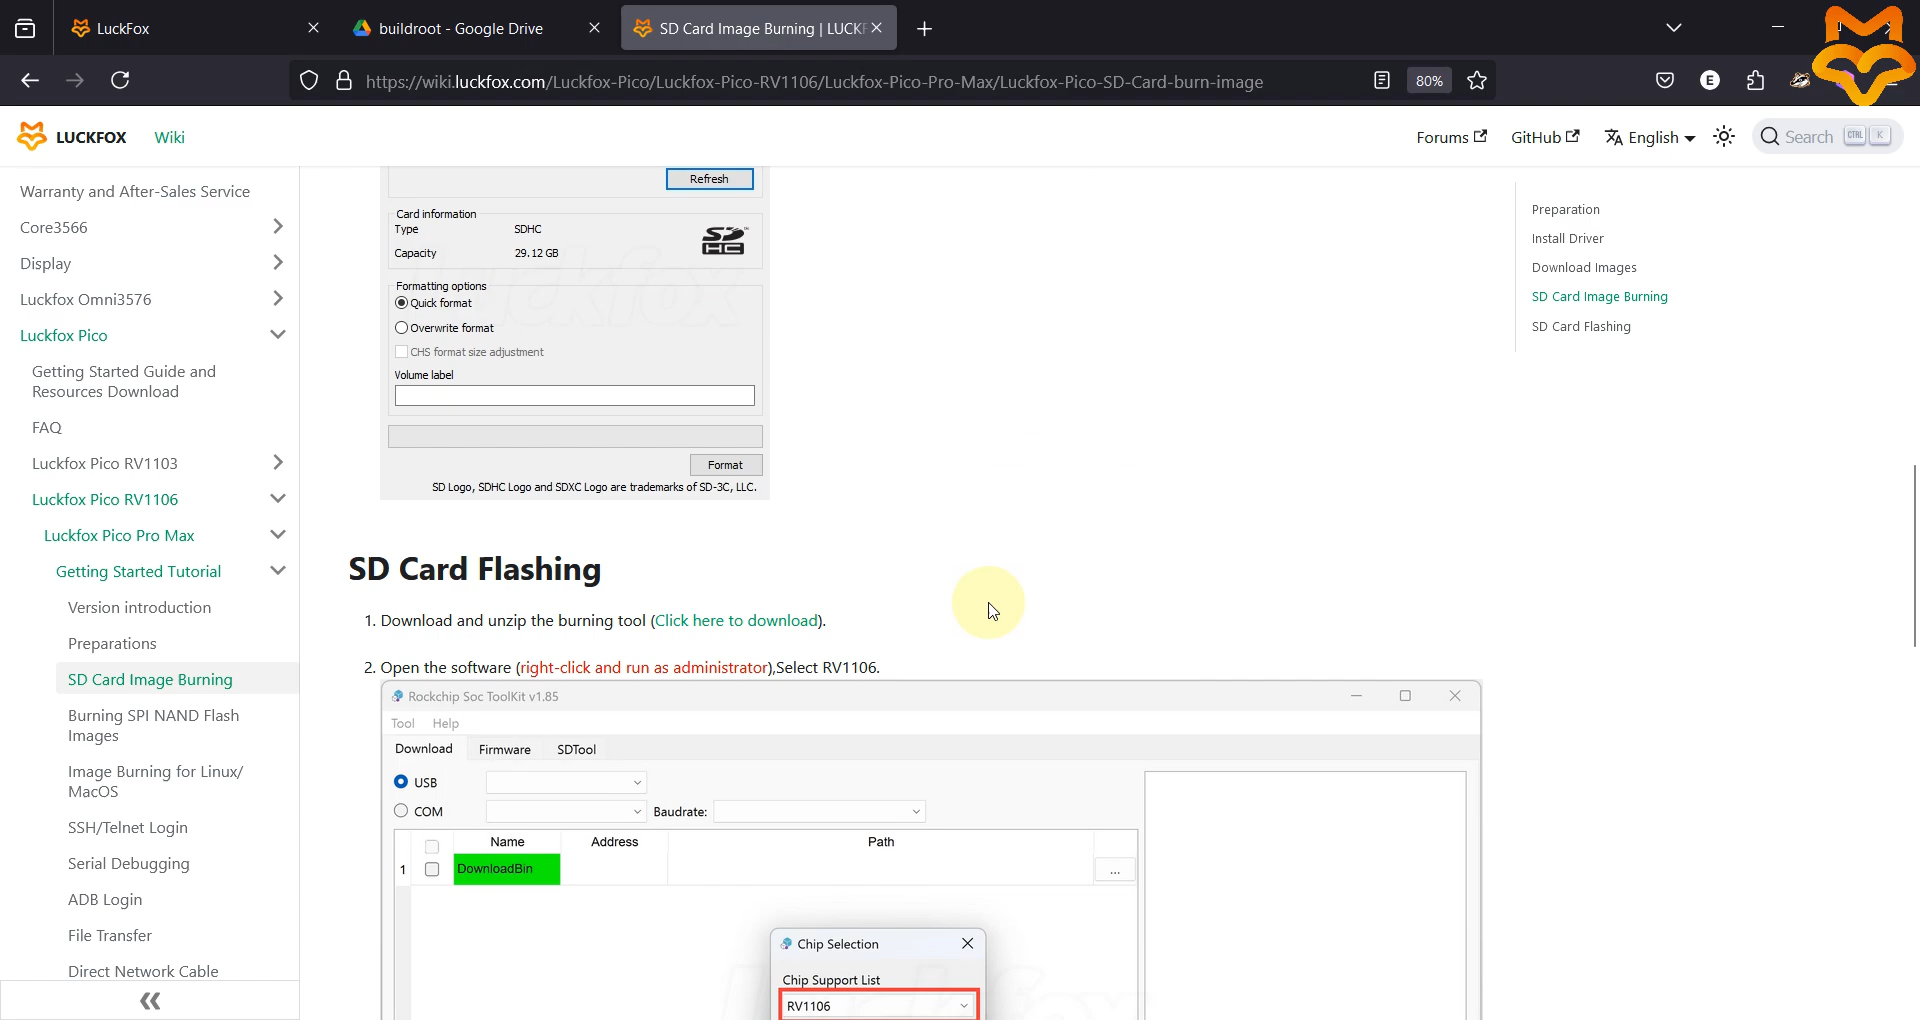 LuckFox
buildroot - Google Drive
SD Card Image Burning | LUCKF
https://wiki.luckfox.com/Luckfox-Pico/Luckfox-Pico-RV1106/Luckfox-Pico-Pro-Max/Luckfox-Pico-SD-Card-burn-image
80%
E
LUCKFOX
Wiki
Forums
GitHub
English
Search
CTRL
K
Warranty and After-Sales Service
Core3566
Display
Luckfox Omni3576
Luckfox Pico
Getting Started Guide and
Resources Download
FAQ
Luckfox Pico RV1103
Luckfox Pico RV1106
Luckfox Pico Pro Max
Getting Started Tutorial
Version introduction
Preparations
SD Card Image Burning
Burning SPI NAND Flash
Images
Image Burning for Linux/
MacOS
SSH/Telnet Login
Serial Debugging
ADB Login
File Transfer
Direct Network Cable
Refresh
Card information
Type SDHC
Capacity 29.12 GB
SD
HC
Formatting options
Quick format
Overwrite format
CHS format size adjustment
Volume label
Format
SD Logo, SDHC Logo and SDXC Logo are trademarks of SD-3C, LLC.
SD Card Flashing
1. Download and unzip the burning tool (Click here to download).
2. Open the software (right-click and run as administrator),Select RV1106.
Rockchip Soc ToolKit v1.85
Tool Help
Download Firmware SDTool
USB
COM Baudrate:
Name Address Path
1 DownloadBin ...
Chip Selection
Chip Support List
RV1106
Luckfox
Preparation
Install Driver
Download Images
SD Card Image Burning
SD Card Flashing